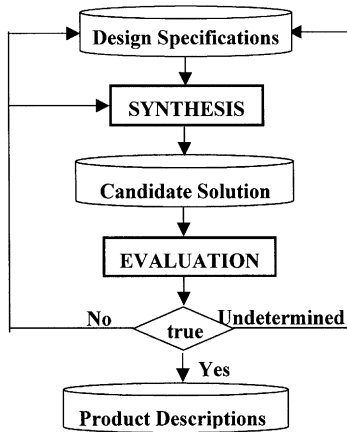 Design Specifications
SYNTHESIS
Candidate Solution
EVALUATION
No
Undetermined
true
Yes
Product Descriptions